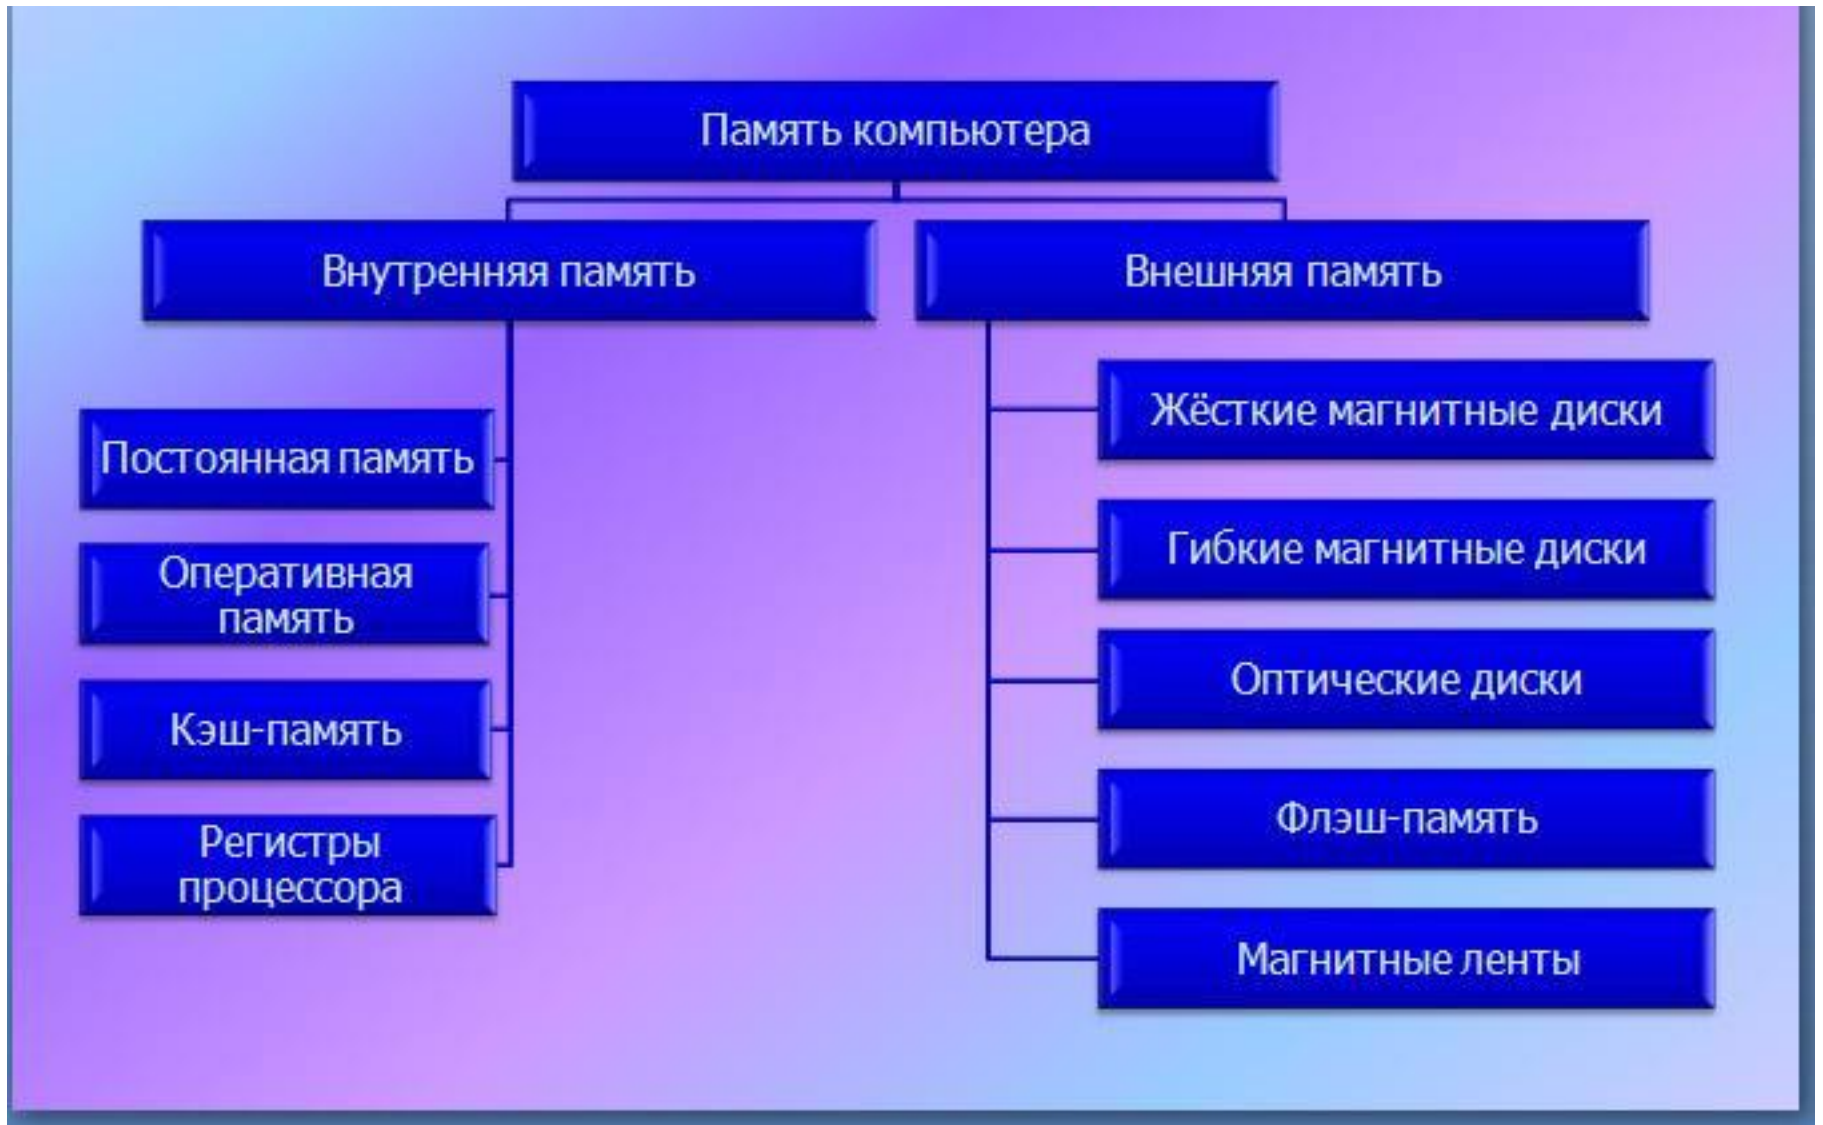 Память компьютера
Внутренняя память
Внешняя память
Постоянная память
Оперативная
память
Кэш-память
Регистры
процессора
Жёсткие магнитные диски
Гибкие магнитные диски
Оптические диски
Флэш-память
Магнитные ленты